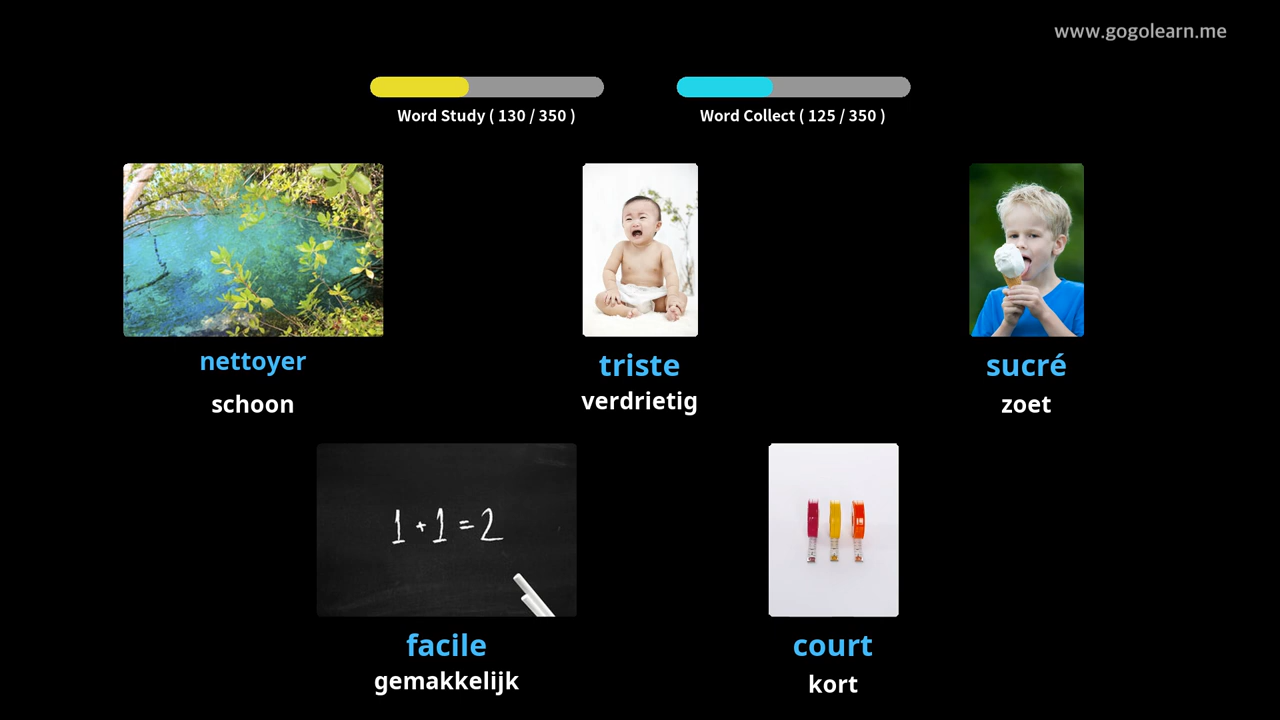 www.gogolearn.me
Word Study ( 130 / 350 )
Word Collect ( 125 / 350 )
nettoyer
schoon
triste
verdrietig
sucré
zoet
1+1=2
facile
gemakkelijk
court
kort